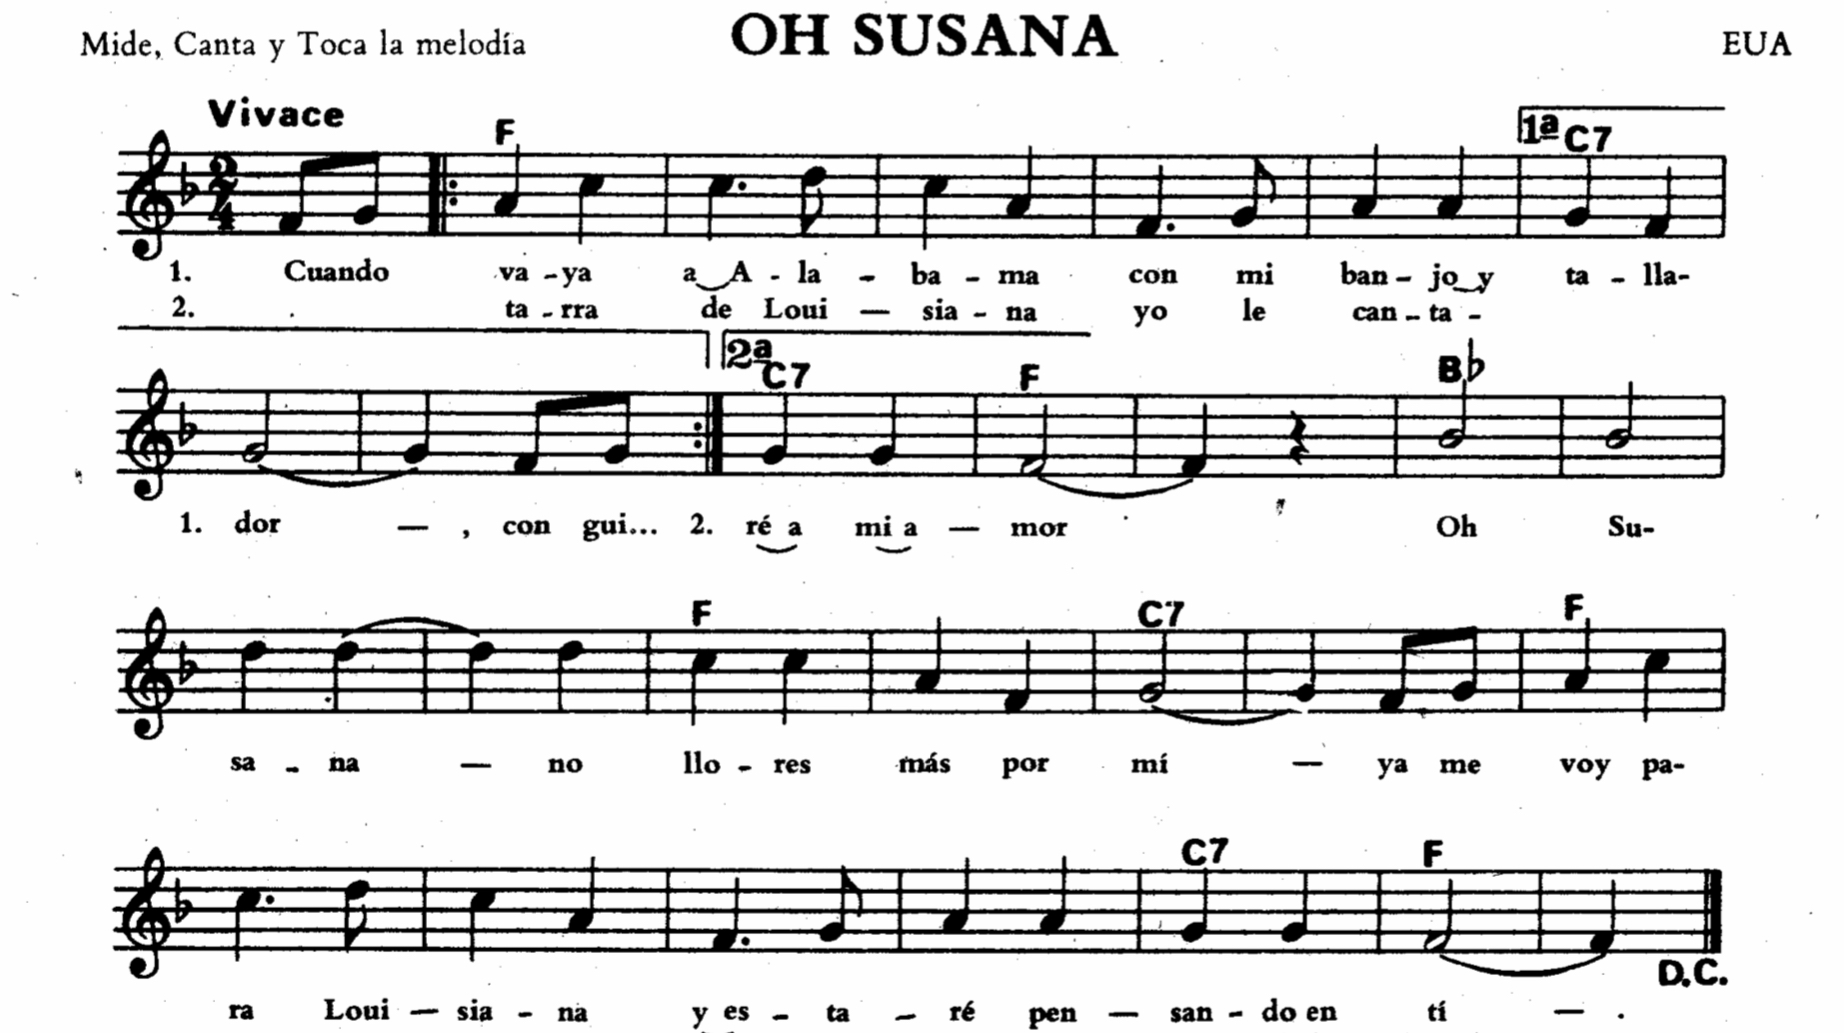 Mide, Canta y Toca la melodía OH SUSANA EUA
Vivace
F 1ª C7
2/4
1. Cuando va - ya a A - la - ba - ma con mi ban - jo y ta - lla-
2. ta - rra de Loui — sia - na yo le can - ta -
2ª C7 F B♭
1. dor — , con gui... 2. ré a mi a — mor Oh Su-
F C7 F
sa - na — no llo - res más por mí — ya me voy pa-
C7 F
D.C.
ra Loui — sia - na y es - ta - ré pen — san - do en tí — .